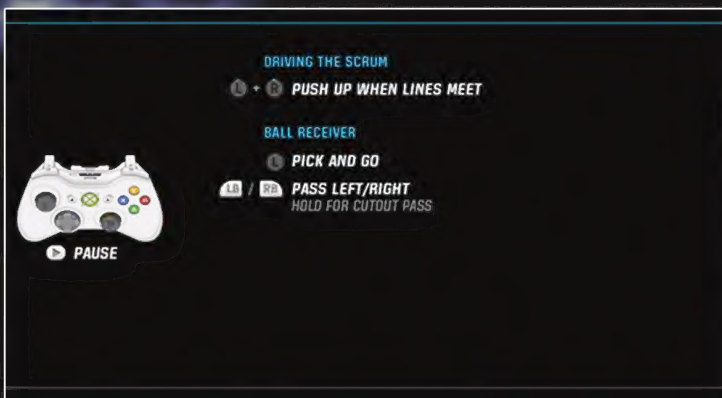 DRIVING THE SCRUM
L + R PUSH UP WHEN LINES MEET
BALL RECEIVER
L PICK AND GO
LB / RB PASS LEFT/RIGHT
HOLD FOR CUTOUT PASS
PAUSE